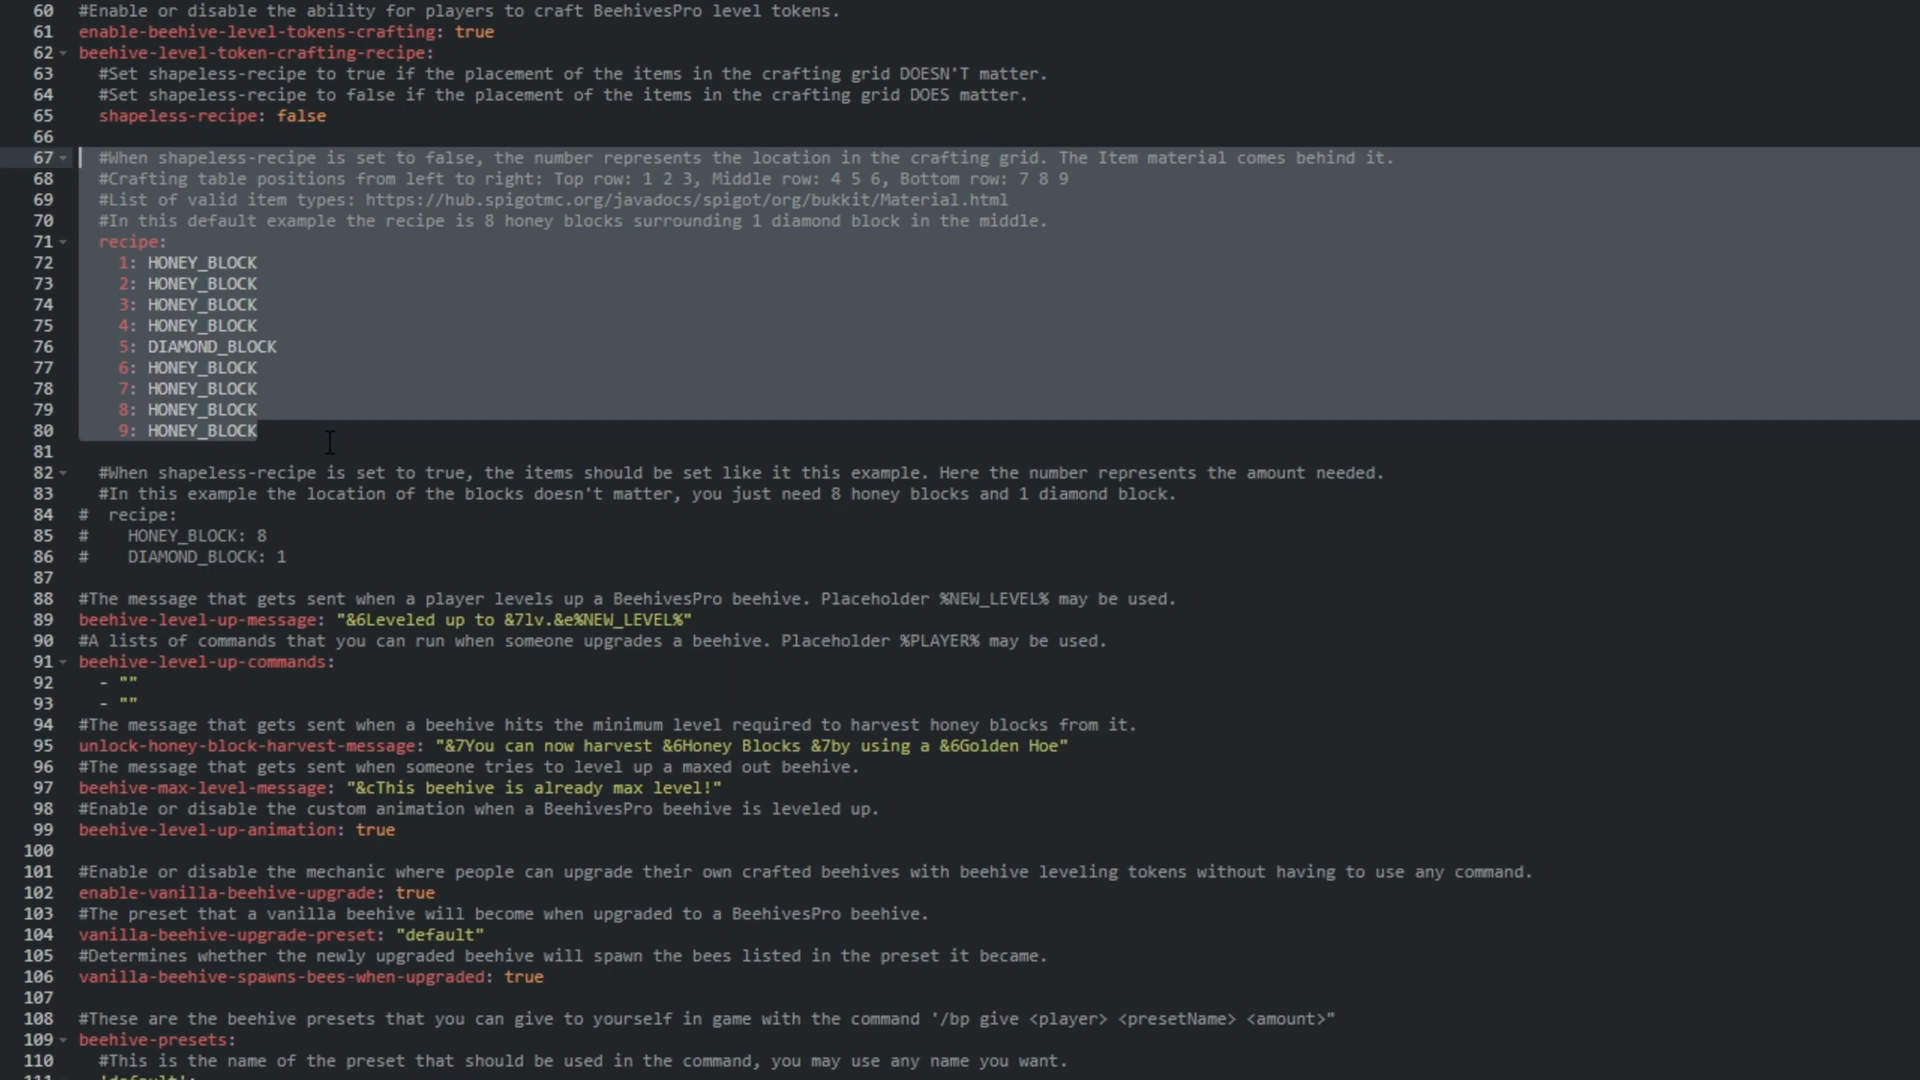 60 #Enable or disable the ability for players to craft BeehivesPro level tokens.
61 enable-beehive-level-tokens-crafting: true
62 beehive-level-token-crafting-recipe:
63 #Set shapeless-recipe to true if the placement of the items in the crafting grid DOESN'T matter.
64 #Set shapeless-recipe to false if the placement of the items in the crafting grid DOES matter.
65 shapeless-recipe: false
66
67 #When shapeless-recipe is set to false, the number represents the location in the crafting grid. The Item material comes behind it.
68 #Crafting table positions from left to right: Top row: 1 2 3, Middle row: 4 5 6, Bottom row: 7 8 9
69 #List of valid item types: https://hub.spigotmc.org/javadocs/spigot/org/bukkit/Material.html
70 #In this default example the recipe is 8 honey blocks surrounding 1 diamond block in the middle.
71 recipe:
72 1: HONEY_BLOCK
73 2: HONEY_BLOCK
74 3: HONEY_BLOCK
75 4: HONEY_BLOCK
76 5: DIAMOND_BLOCK
77 6: HONEY_BLOCK
78 7: HONEY_BLOCK
79 8: HONEY_BLOCK
80 9: HONEY_BLOCK
81
82 #When shapeless-recipe is set to true, the items should be set like it this example. Here the number represents the amount needed.
83 #In this example the location of the blocks doesn't matter, you just need 8 honey blocks and 1 diamond block.
84 # recipe:
85 # HONEY_BLOCK: 8
86 # DIAMOND_BLOCK: 1
87
88 #The message that gets sent when a player levels up a BeehivesPro beehive. Placeholder %NEW_LEVEL% may be used.
89 beehive-level-up-message: "&6Leveled up to &7lv.&e%NEW_LEVEL%"
90 #A lists of commands that you can run when someone upgrades a beehive. Placeholder %PLAYER% may be used.
91 beehive-level-up-commands:
92 - ""
93 - ""
94 #The message that gets sent when a beehive hits the minimum level required to harvest honey blocks from it.
95 unlock-honey-block-harvest-message: "&7You can now harvest &6Honey Blocks &7by using a &6Golden Hoe"
96 #The message that gets sent when someone tries to level up a maxed out beehive.
97 beehive-max-level-message: "&cThis beehive is already max level!"
98 #Enable or disable the custom animation when a BeehivesPro beehive is leveled up.
99 beehive-level-up-animation: true
100
101 #Enable or disable the mechanic where people can upgrade their own crafted beehives with beehive leveling tokens without having to use any command.
102 enable-vanilla-beehive-upgrade: true
103 #The preset that a vanilla beehive will become when upgraded to a BeehivesPro beehive.
104 vanilla-beehive-upgrade-preset: "default"
105 #Determines whether the newly upgraded beehive will spawn the bees listed in the preset it became.
106 vanilla-beehive-spawns-bees-when-upgraded: true
107
108 #These are the beehive presets that you can give to yourself in game with the command '/bp give <player> <presetName> <amount>"
109 beehive-presets:
110 #This is the name of the preset that should be used in the command, you may use any name you want.
111 'default':